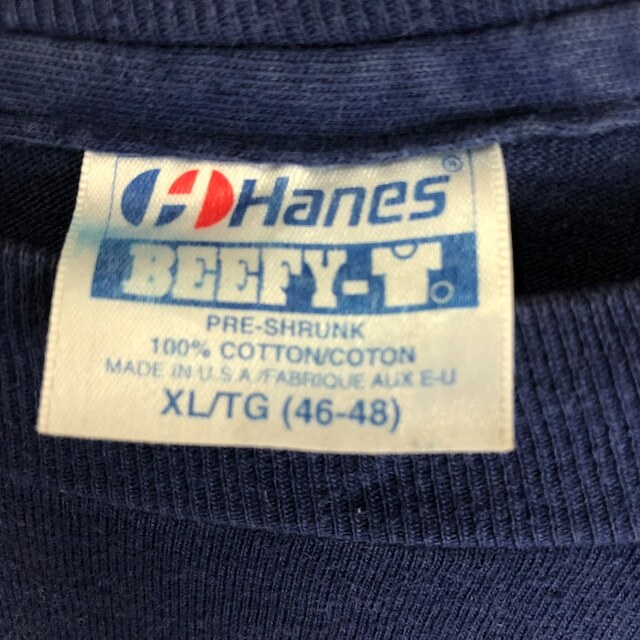 Hanes®
BEEFY-T®
PRE-SHRUNK
100% COTTON/COTON
MADE IN U.S.A./FABRIQUE AUX E-U
XL/TG (46-48)